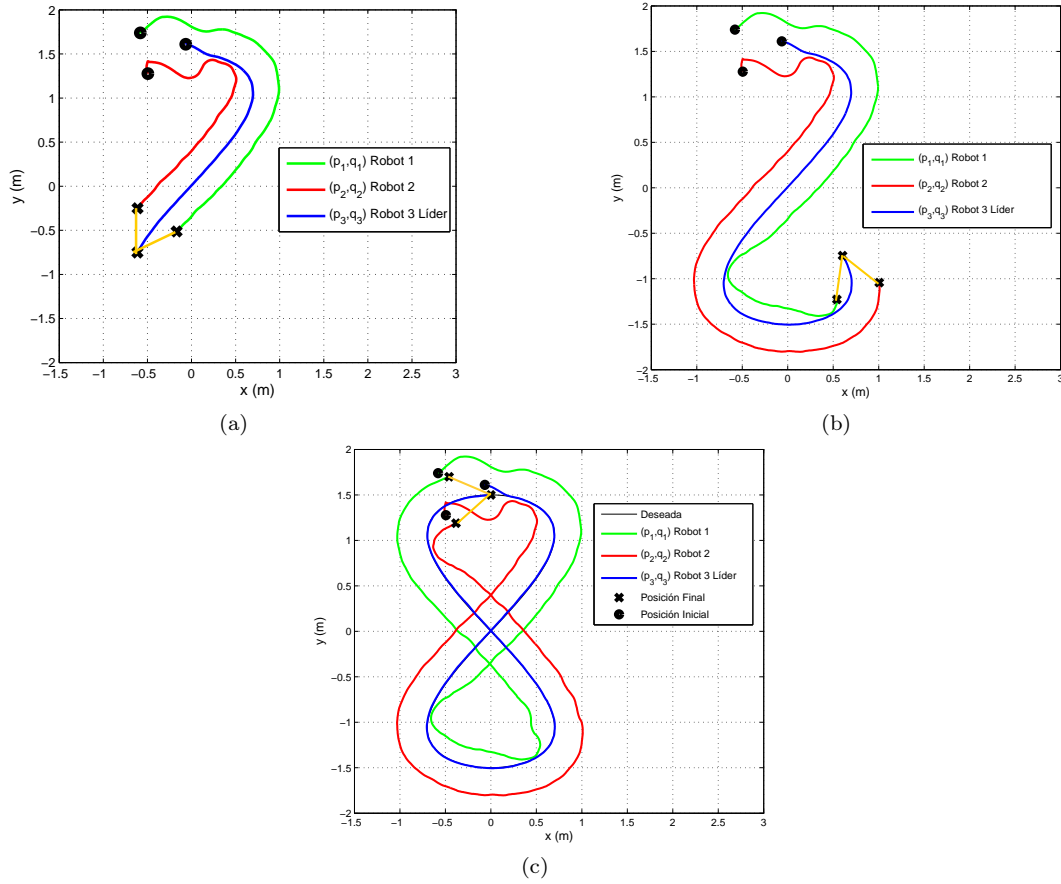 2
1.5
1
0.5
0
−0.5
−1
−1.5
−2
y (m)
(p₁,q₁) Robot 1
(p₂,q₂) Robot 2
(p₃,q₃) Robot 3 Líder
−1.5 −1 −0.5 0 0.5 1 1.5 2 2.5 3
x (m)
(a)
2
1.5
1
0.5
0
−0.5
−1
−1.5
−2
y (m)
(p₁,q₁) Robot 1
(p₂,q₂) Robot 2
(p₃,q₃) Robot 3 Líder
−1.5 −1 −0.5 0 0.5 1 1.5 2 2.5 3
x (m)
(b)
2
1.5
1
0.5
0
−0.5
−1
−1.5
−2
y (m)
Deseada
(p₁,q₁) Robot 1
(p₂,q₂) Robot 2
(p₃,q₃) Robot 3 Líder
Posición Final
Posición Inicial
−1.5 −1 −0.5 0 0.5 1 1.5 2 2.5 3
x (m)
(c)